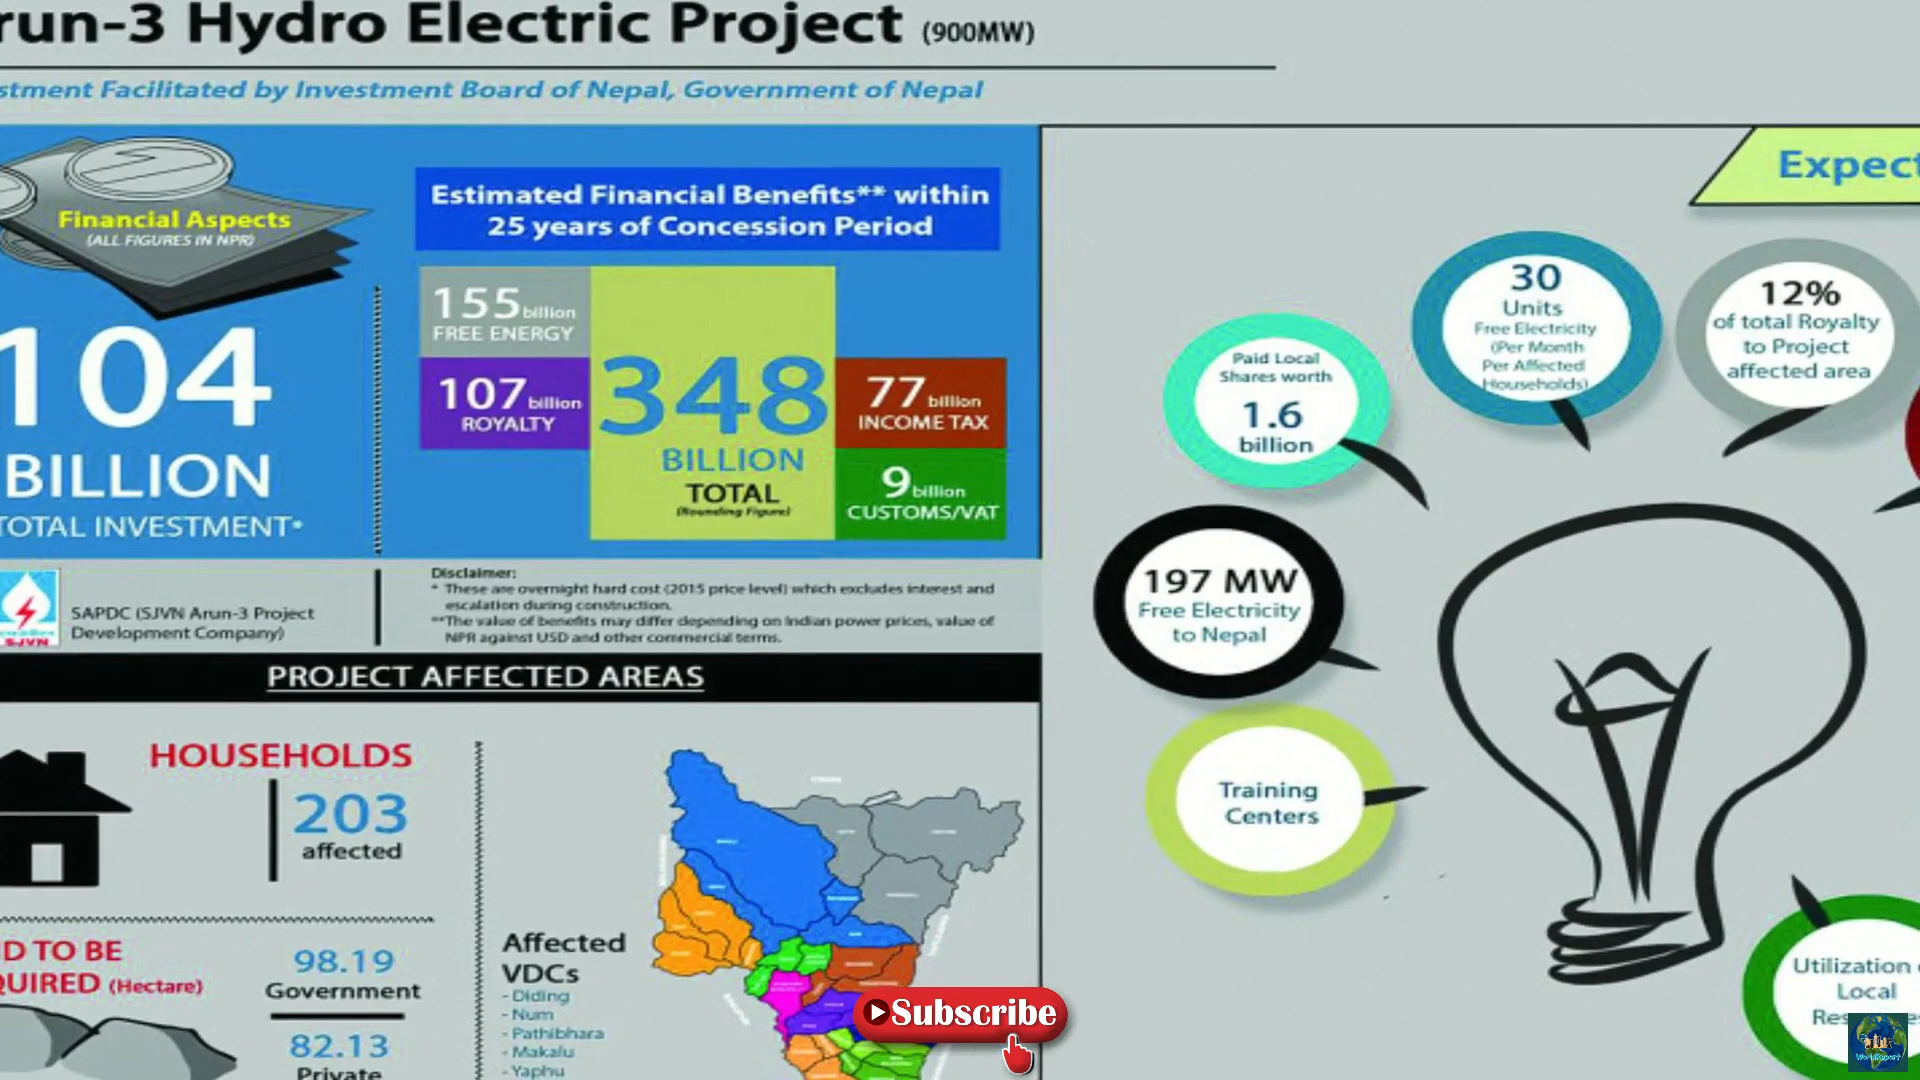 run-3 Hydro Electric Project (900MW)
stment Facilitated by Investment Board of Nepal, Government of Nepal
Financial Aspects
(ALL FIGURES IN NPR)
104
BILLION
TOTAL INVESTMENT*
Estimated Financial Benefits** within
25 years of Concession Period
155 billion
FREE ENERGY
107 billion
ROYALTY
348
BILLION
TOTAL
(Rounding Figure)
77 billion
INCOME TAX
9 billion
CUSTOMS/VAT
SJVN
SAPDC (SJVN Arun-3 Project
Development Company)
Disclaimer:
* These are overnight hard cost (2015 price level) which excludes interest and
escalation during construction.
**The value of benefits may differ depending on Indian power prices, value of
NPR against USD and other commercial terms.
PROJECT AFFECTED AREAS
HOUSEHOLDS
203
affected
D TO BE
QUIRED (Hectare)
98.19
Government
82.13
Private
Affected
VDCs
- Diding
- Num
- Pathibhara
- Makalu
- Yaphu
Expect
Paid Local
Shares worth
1.6
billion
30
Units
Free Electricity
(Per Month
Per Affected
Households)
12%
of total Royalty
to Project
affected area
197 MW
Free Electricity
to Nepal
Training
Centers
Utilization
Local
Subscribe